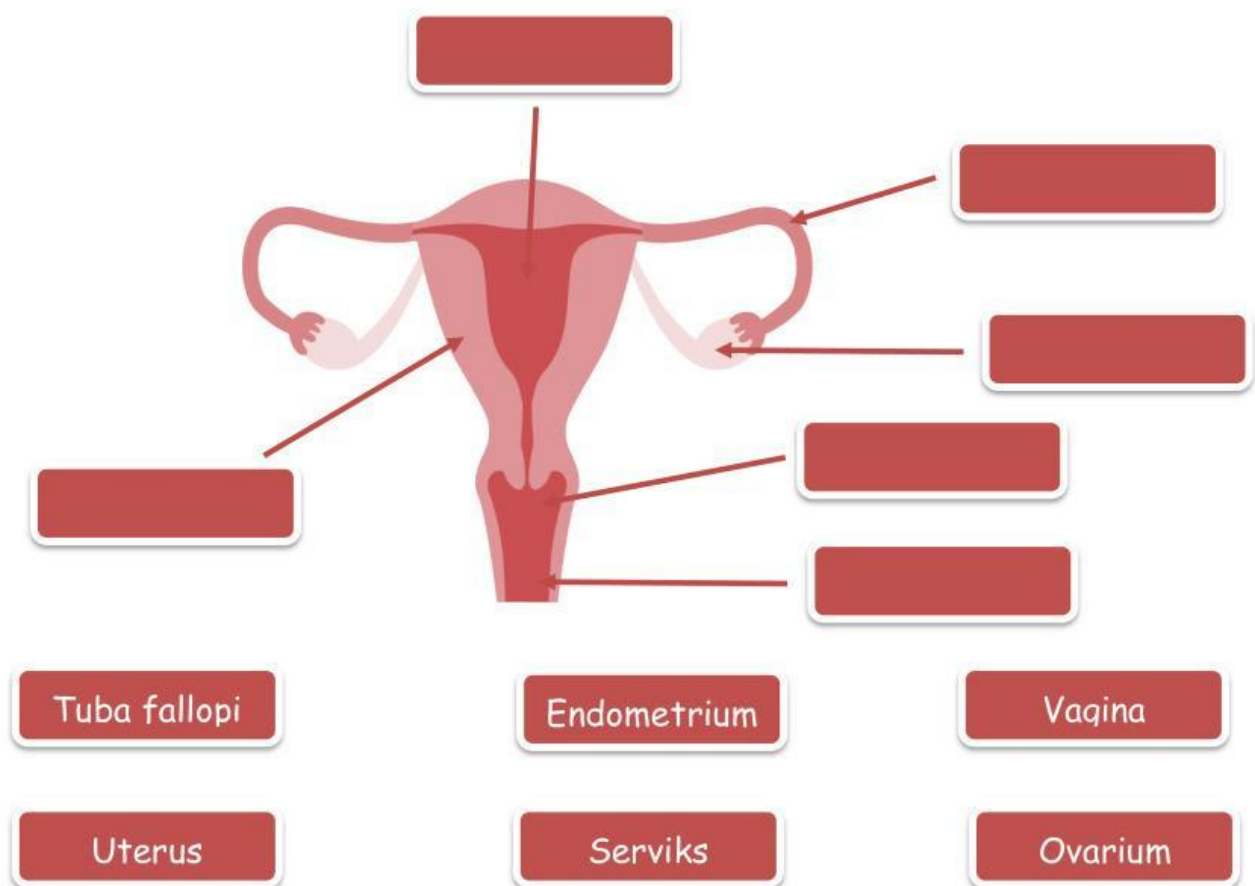 Tuba fallopi
Endometrium
Vagina
Uterus
Serviks
Ovarium